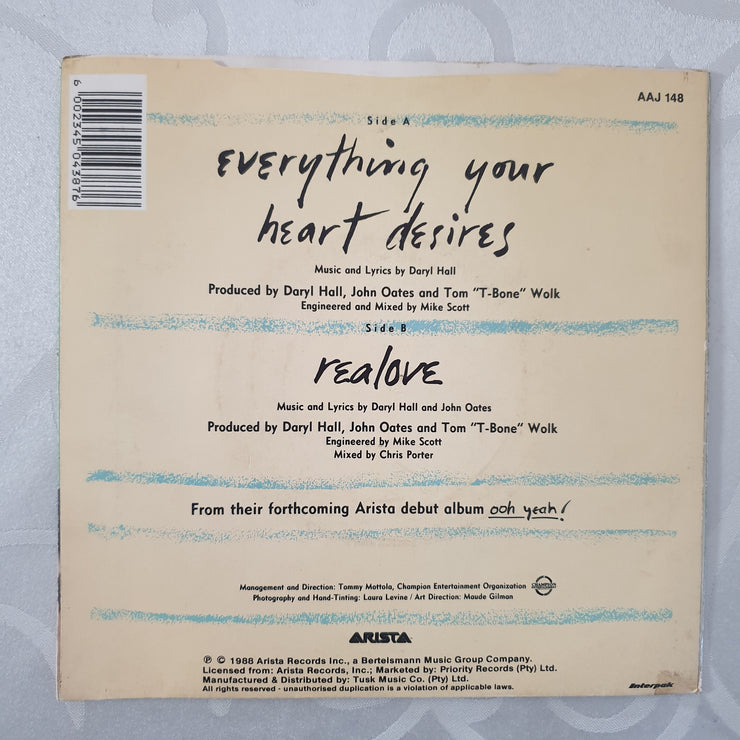 6 002345 043876
AAJ 148
Side A
everything your
heart desires
Music and Lyrics by Daryl Hall
Produced by Daryl Hall, John Oates and Tom "T-Bone" Wolk
Engineered and Mixed by Mike Scott
Side B
realove
Music and Lyrics by Daryl Hall and John Oates
Produced by Daryl Hall, John Oates and Tom "T-Bone" Wolk
Engineered by Mike Scott
Mixed by Chris Porter
From their forthcoming Arista debut album ooh yeah!
Management and Direction: Tommy Mottola, Champion Entertainment Organization CHAMPION
Photography and Hand-Tinting: Laura Levine / Art Direction: Maude Gilman
ARISTA
℗ © 1988 Arista Records Inc., a Bertelsmann Music Group Company.
Licensed from: Arista Records, Inc.; Marketed by: Priority Records (Pty) Ltd.
Manufactured & Distributed by: Tusk Music Co. (Pty) Ltd.
All rights reserved - unauthorised duplication is a violation of applicable laws.
Interpak